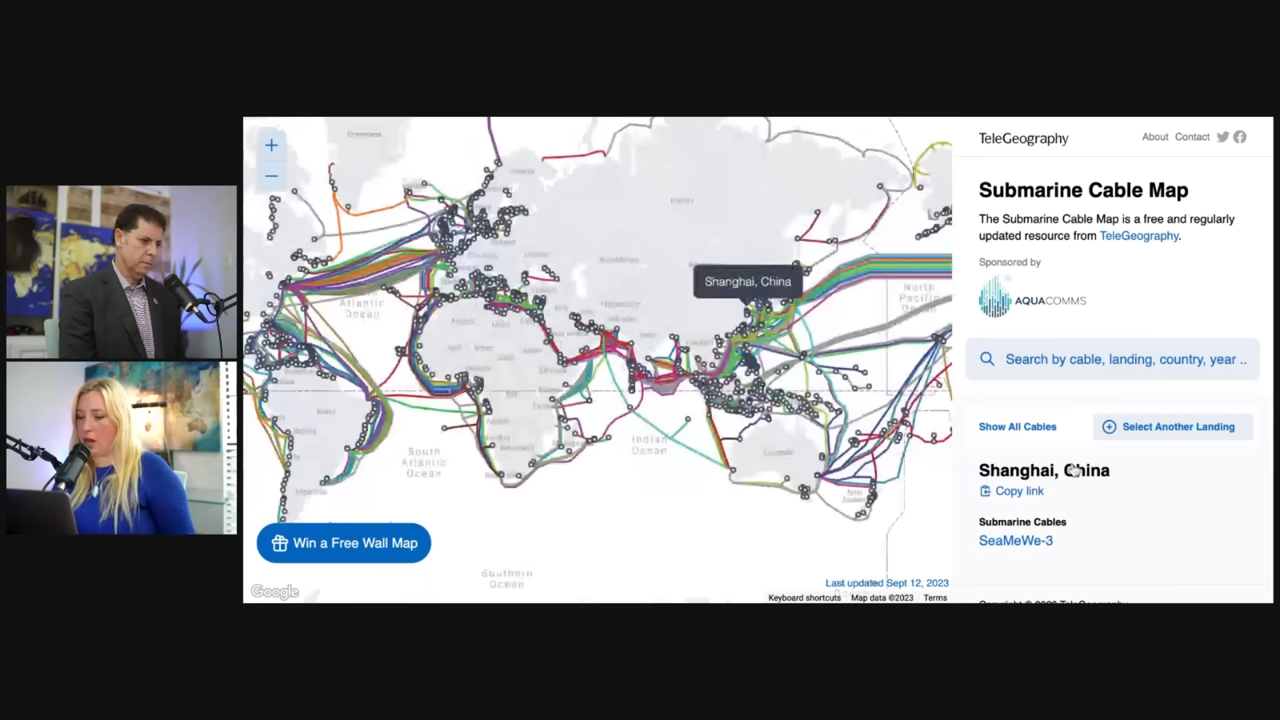 +
−
Atlantic
Ocean
South
Atlantic
Ocean
Indian
Ocean
North
Pacific
Southern
Ocean
Shanghai, China
Win a Free Wall Map
Google
Last updated Sept 12, 2023
Keyboard shortcuts
Map data ©2023
Terms
TeleGeography
About
Contact
Submarine Cable Map
The Submarine Cable Map is a free and regularly
updated resource from TeleGeography.
Sponsored by
AQUACOMMS
Search by cable, landing, country, year ..
Show All Cables
Select Another Landing
Shanghai, China
Copy link
Submarine Cables
SeaMeWe-3